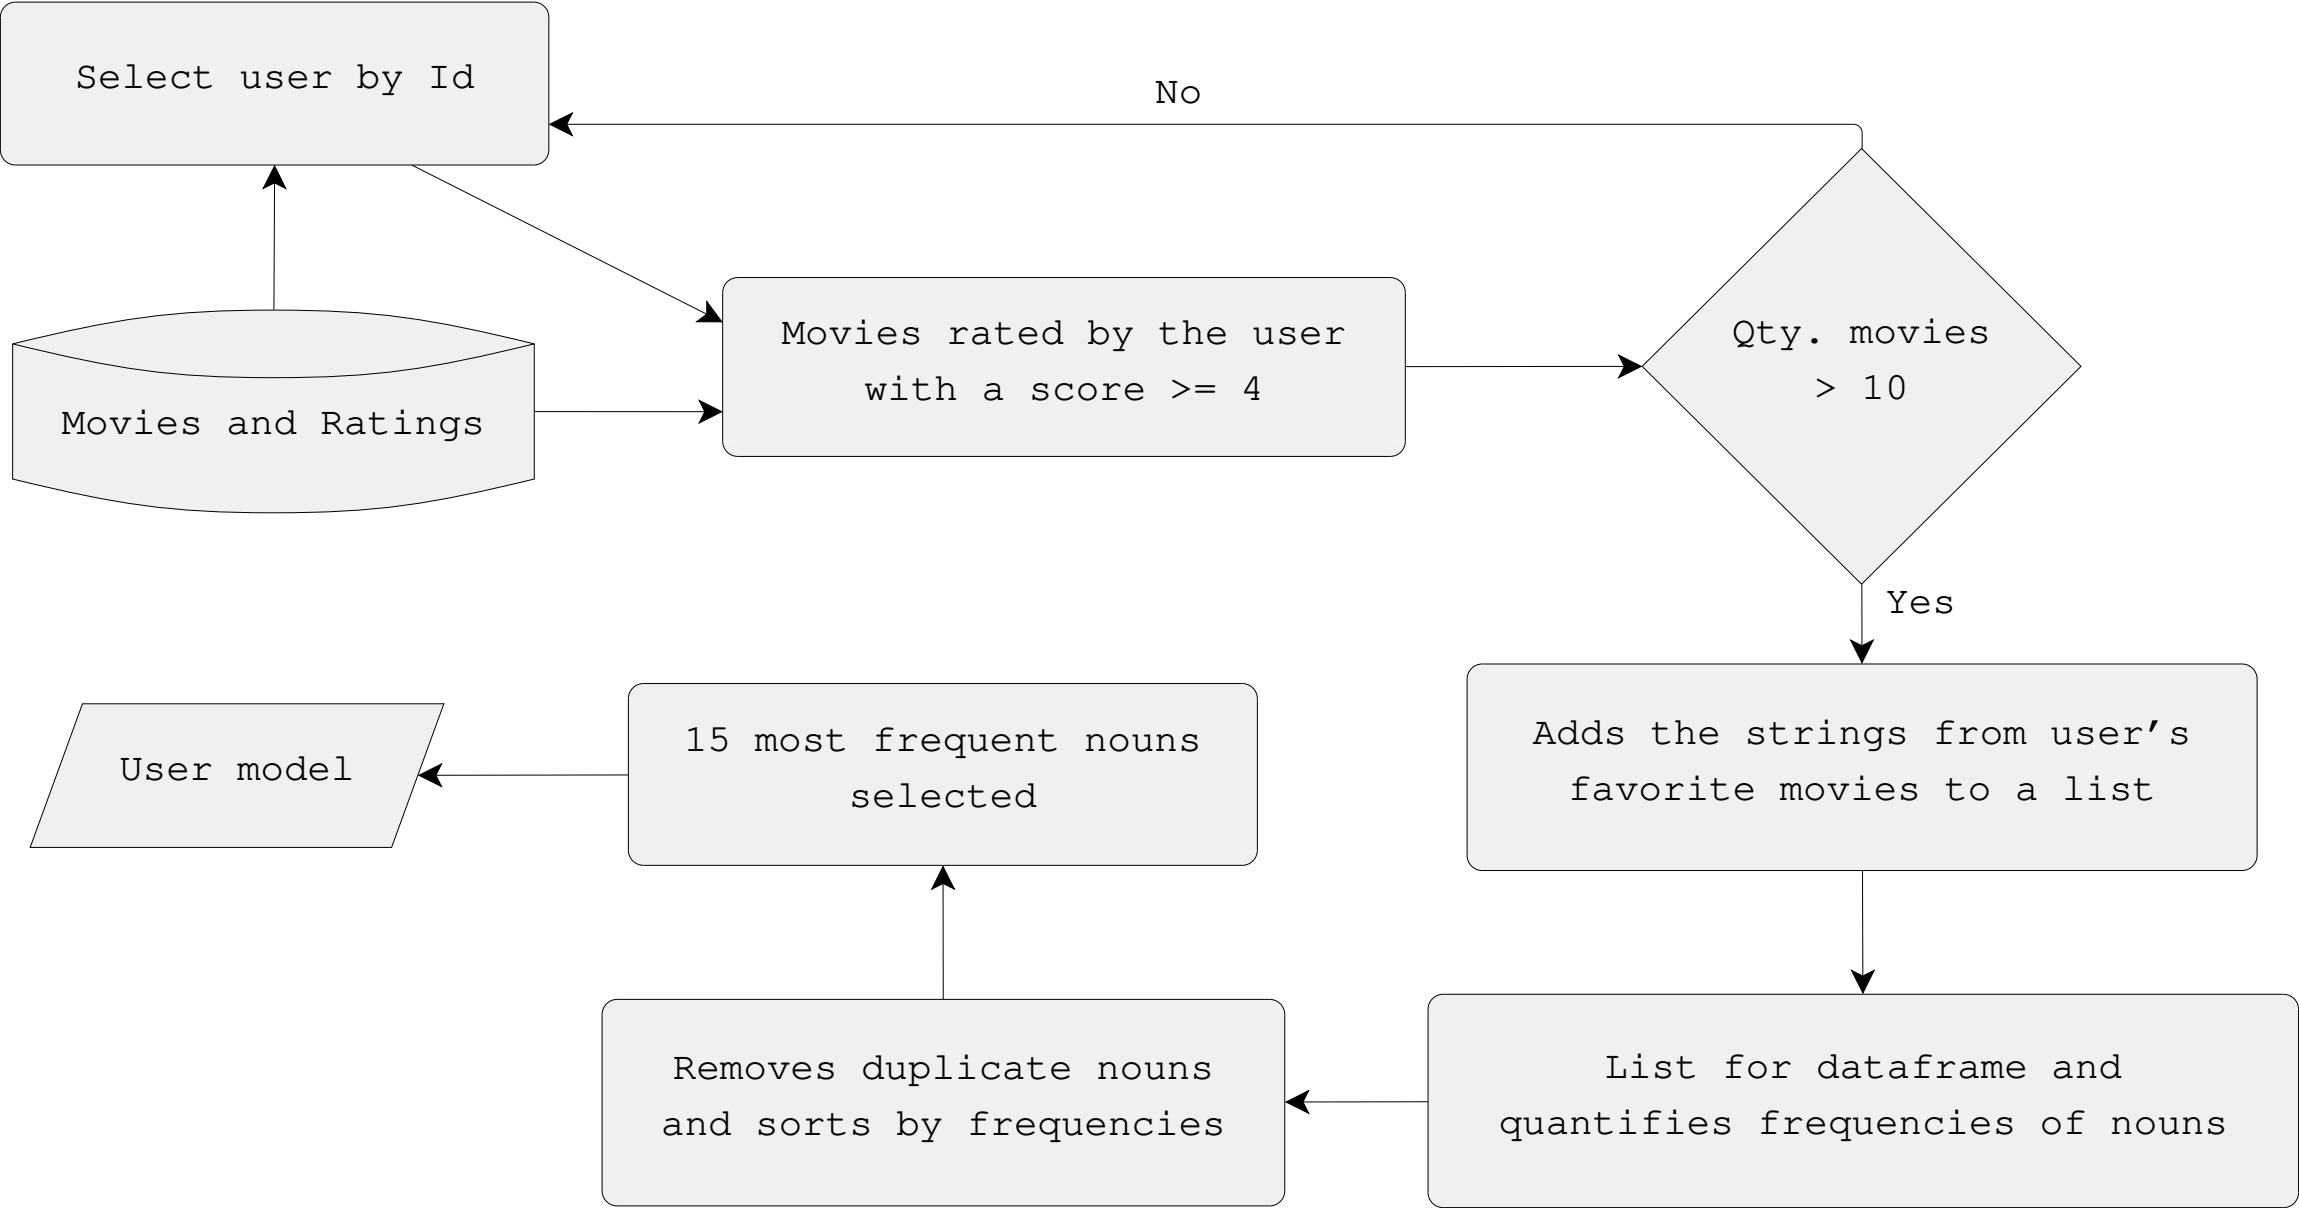 Select user by Id
No
Movies and Ratings
Movies rated by the user
with a score >= 4
Qty. movies
> 10
Yes
Adds the strings from user’s
favorite movies to a list
List for dataframe and
quantifies frequencies of nouns
Removes duplicate nouns
and sorts by frequencies
15 most frequent nouns
selected
User model